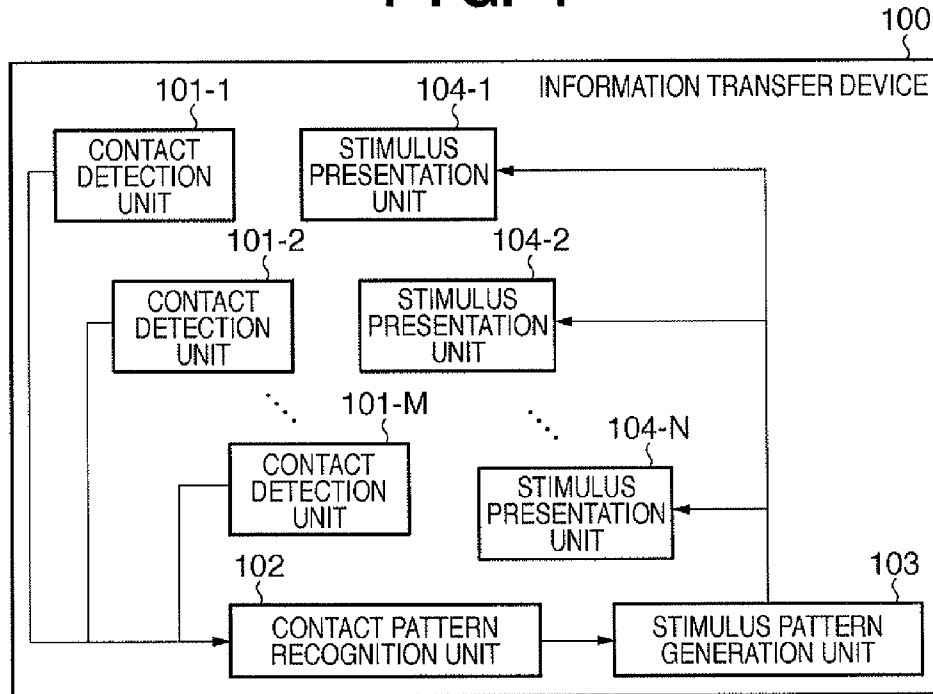 FIG. 1
100
INFORMATION TRANSFER DEVICE
101-1
104-1
CONTACT
DETECTION
UNIT
STIMULUS
PRESENTATION
UNIT
101-2
104-2
CONTACT
DETECTION
UNIT
STIMULUS
PRESENTATION
UNIT
101-M
104-N
CONTACT
DETECTION
UNIT
STIMULUS
PRESENTATION
UNIT
102
103
CONTACT PATTERN
RECOGNITION UNIT
STIMULUS PATTERN
GENERATION UNIT